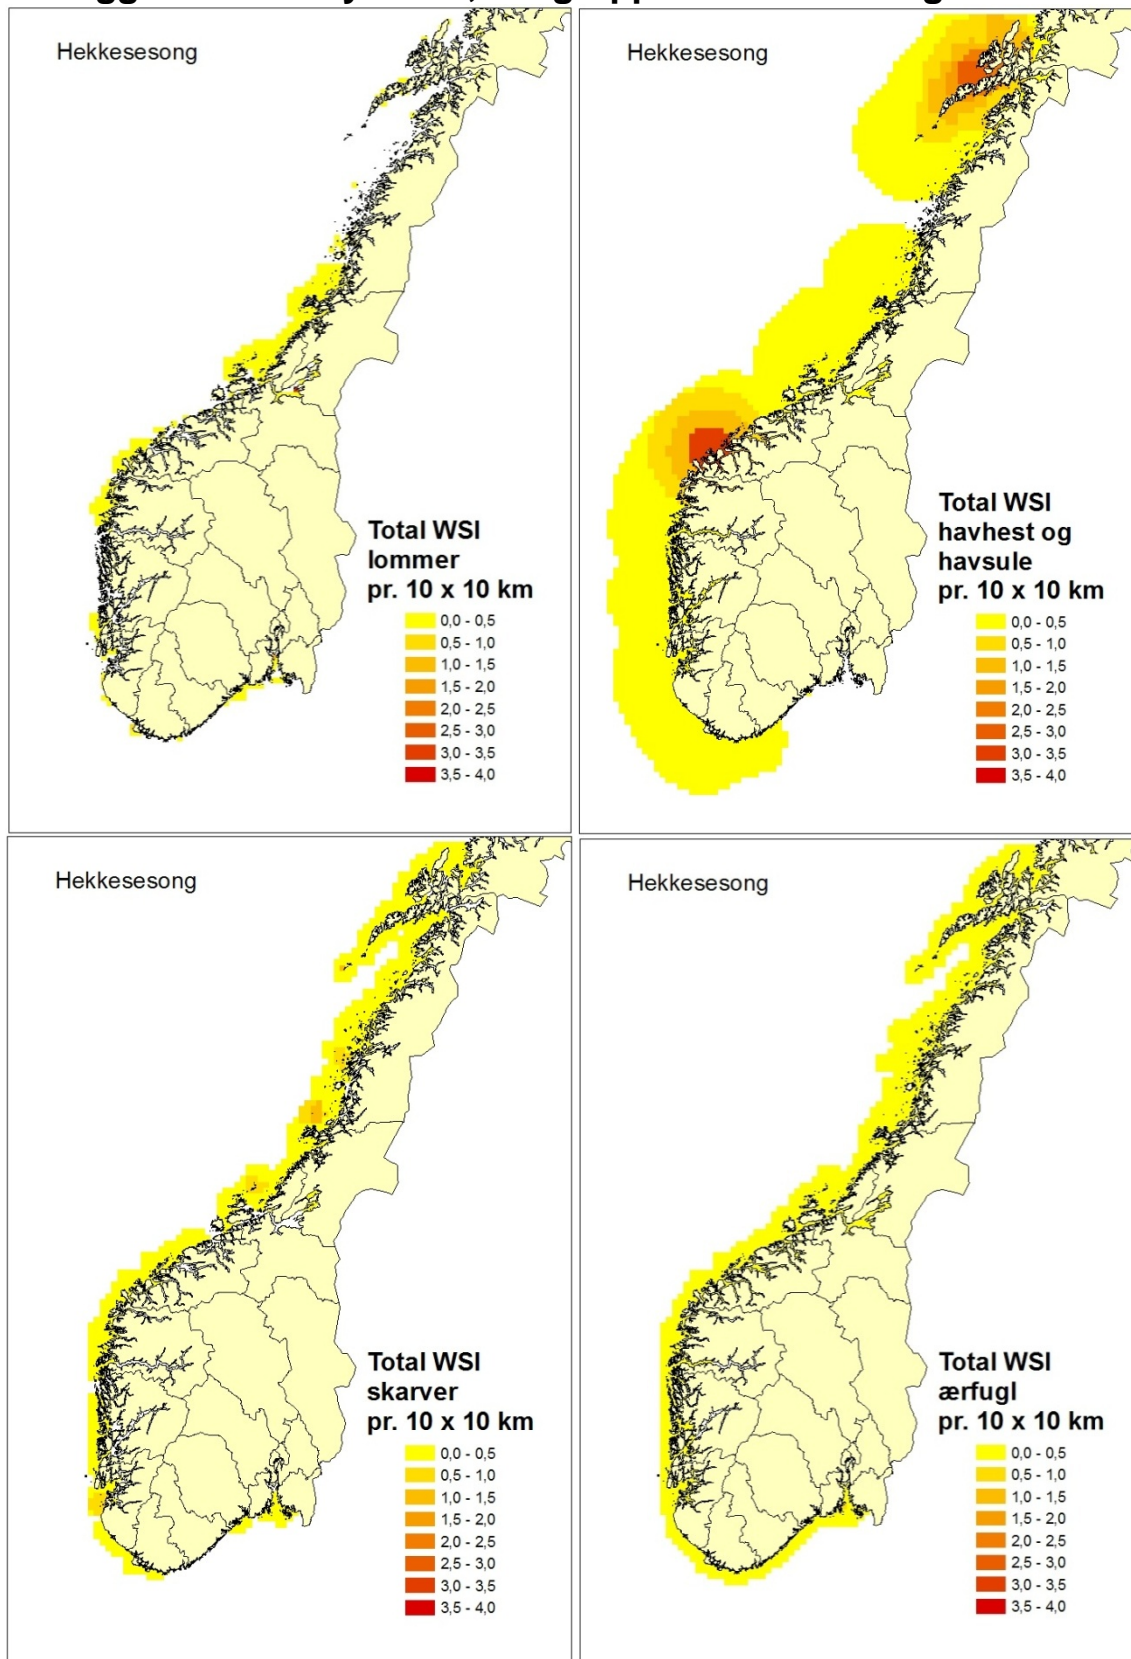 Hekkesesong
Total WSI
lommer
pr. 10 x 10 km
0,0 - 0,5
0,5 - 1,0
1,0 - 1,5
1,5 - 2,0
2,0 - 2,5
2,5 - 3,0
3,0 - 3,5
3,5 - 4,0
Hekkesesong
Total WSI
havhest og
havsule
pr. 10 x 10 km
0,0 - 0,5
0,5 - 1,0
1,0 - 1,5
1,5 - 2,0
2,0 - 2,5
2,5 - 3,0
3,0 - 3,5
3,5 - 4,0
Hekkesesong
Total WSI
skarver
pr. 10 x 10 km
0,0 - 0,5
0,5 - 1,0
1,0 - 1,5
1,5 - 2,0
2,0 - 2,5
2,5 - 3,0
3,0 - 3,5
3,5 - 4,0
Hekkesesong
Total WSI
ærfugl
pr. 10 x 10 km
0,0 - 0,5
0,5 - 1,0
1,0 - 1,5
1,5 - 2,0
2,0 - 2,5
2,5 - 3,0
3,0 - 3,5
3,5 - 4,0